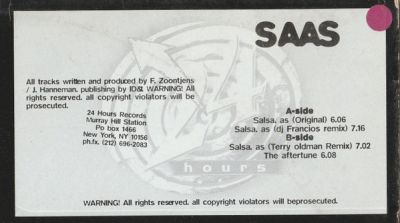 SAAS
All tracks written and produced by F. Zoontjens
/ J. Hanneman, publishing by ID&L WARNING! All
rights reserved, all copyright violators will be
prosecuted.
24 Hours Records
Murray Hill Station
Po box 1466
New York, NY 10156
ph.fx. (212) 696-2083
A-side
Salsa. as (Original) 6.06
Salsa. as (dj Francios remix) 7.16
B-side
Salsa. as (Terry oldman Remix) 7.02
The aftertune 6.08
24
hours
WARNING! All rights reserved, all copyright violators will beprosecuted.